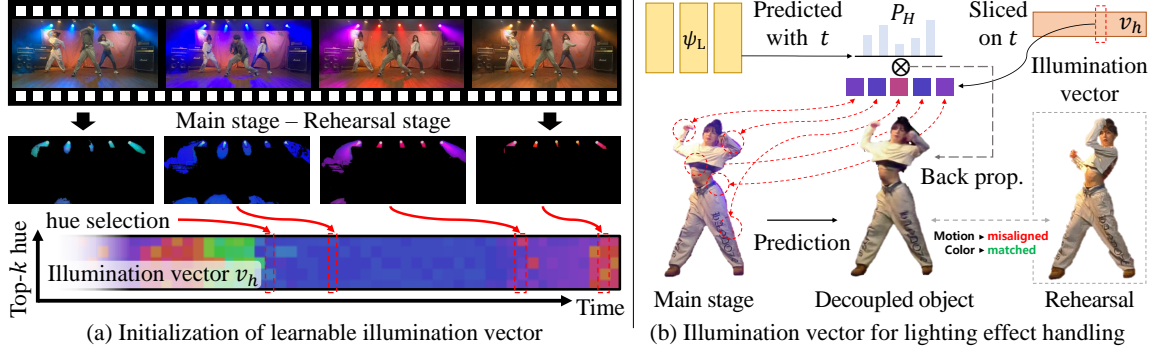 Main stage – Rehearsal stage
hue selection
Top-k hue
Illumination vector v_h
Time
(a) Initialization of learnable illumination vector
ψ_L
Predicted
with t
P_H
Sliced
on t
v_h
Illumination
vector
Back prop.
Prediction
Motion ▸ misaligned
Color ▸ matched
Main stage
Decoupled object
Rehearsal
(b) Illumination vector for lighting effect handling